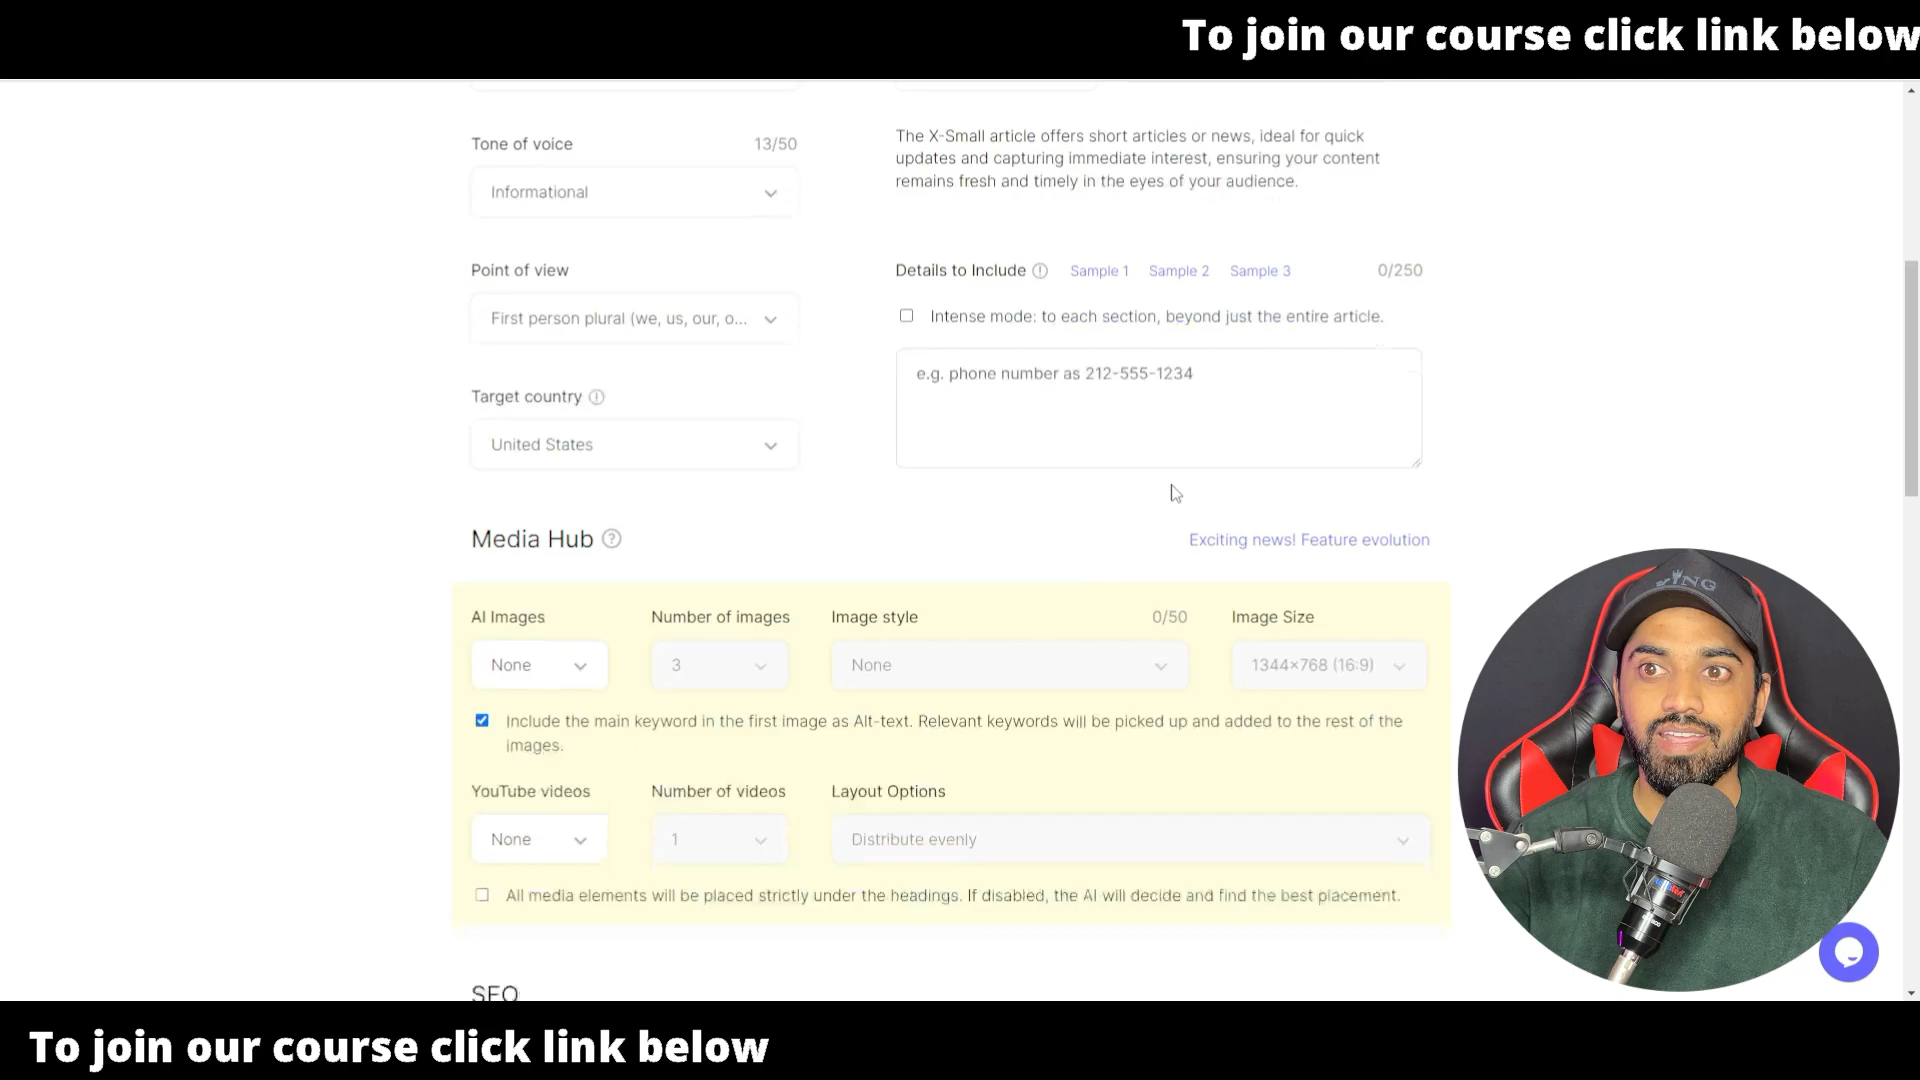 To join our course click link below
Tone of voice
13/50
Informational
The X-Small article offers short articles or news, ideal for quick
updates and capturing immediate interest, ensuring your content
remains fresh and timely in the eyes of your audience.
Point of view
First person plural (we, us, our, o...
Details to Include
Sample 1
Sample 2
Sample 3
0/250
Intense mode: to each section, beyond just the entire article.
e.g. phone number as 212-555-1234
Target country
United States
Media Hub
Exciting news! Feature evolution
AI Images
Number of images
Image style
0/50
Image Size
None
3
None
1344×768 (16:9)
Include the main keyword in the first image as Alt-text. Relevant keywords will be picked up and added to the rest of the
images.
YouTube videos
Number of videos
Layout Options
None
1
Distribute evenly
All media elements will be placed strictly under the headings. If disabled, the AI will decide and find the best placement.
SEO
To join our course click link below